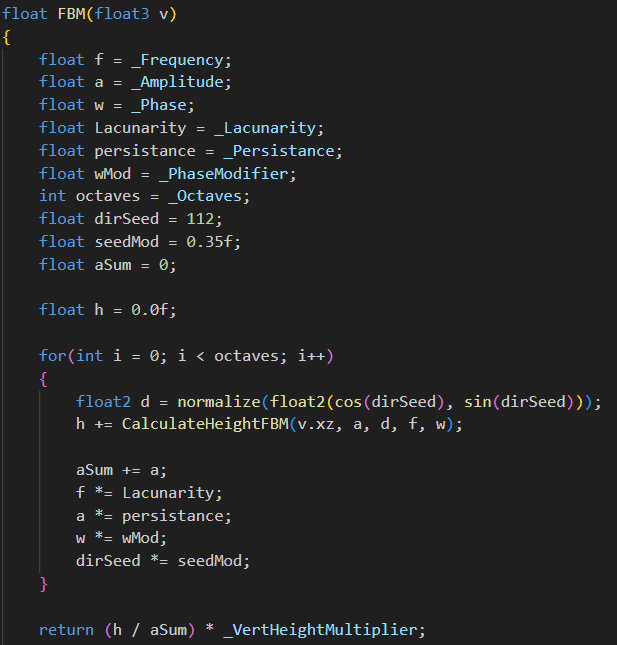 float FBM(float3 v)
{
    float f = _Frequency;
    float a = _Amplitude;
    float w = _Phase;
    float Lacunarity = _Lacunarity;
    float persistance = _Persistance;
    float wMod = _PhaseModifier;
    int octaves = _Octaves;
    float dirSeed = 112;
    float seedMod = 0.35f;
    float aSum = 0;

    float h = 0.0f;

    for(int i = 0; i < octaves; i++)
    {
        float2 d = normalize(float2(cos(dirSeed), sin(dirSeed)));
        h += CalculateHeightFBM(v.xz, a, d, f, w);

        aSum += a;
        f *= Lacunarity;
        a *= persistance;
        w *= wMod;
        dirSeed *= seedMod;
    }

    return (h / aSum) * _VertHeightMultiplier;